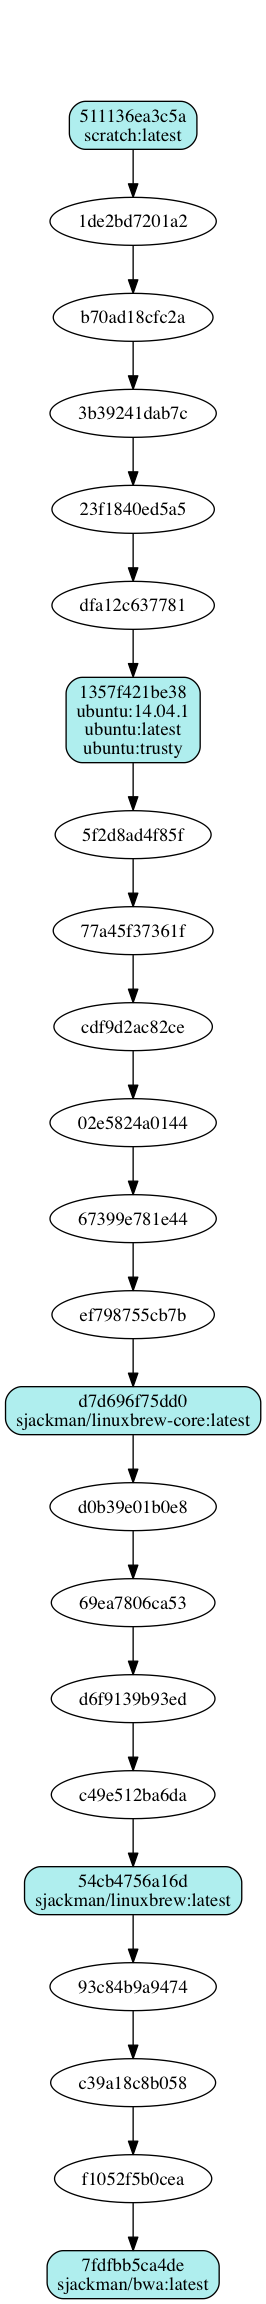 511136ea3c5a
scratch:latest
1de2bd7201a2
b70ad18cfc2a
3b39241dab7c
23f1840ed5a5
dfa12c637781
1357f421be38
ubuntu:14.04.1
ubuntu:latest
ubuntu:trusty
5f2d8ad4f85f
77a45f37361f
cdf9d2ac82ce
02e5824a0144
67399e781e44
ef798755cb7b
d7d696f75dd0
sjackman/linuxbrew-core:latest
d0b39e01b0e8
69ea7806ca53
d6f9139b93ed
c49e512ba6da
54cb4756a16d
sjackman/linuxbrew:latest
93c84b9a9474
c39a18c8b058
f1052f5b0cea
7fdfbb5ca4de
sjackman/bwa:latest